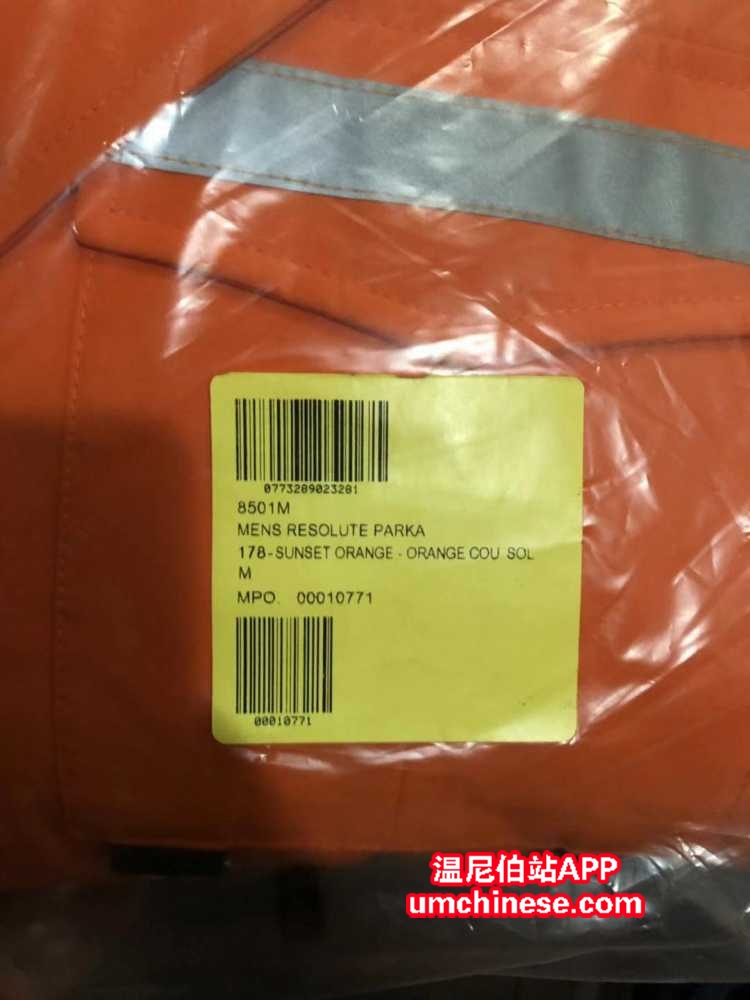 0773289023281
8501M
MENS RESOLUTE PARKA
178-SUNSET ORANGE - ORANGE COU SOL
M
MPO. 00010771
00010771
温尼伯站APP
umchinese.com